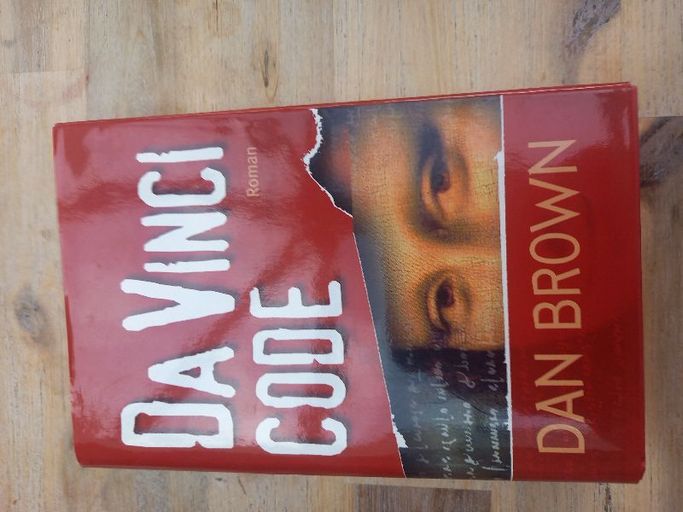 DA VINCI
CODE
Roman
DAN BROWN